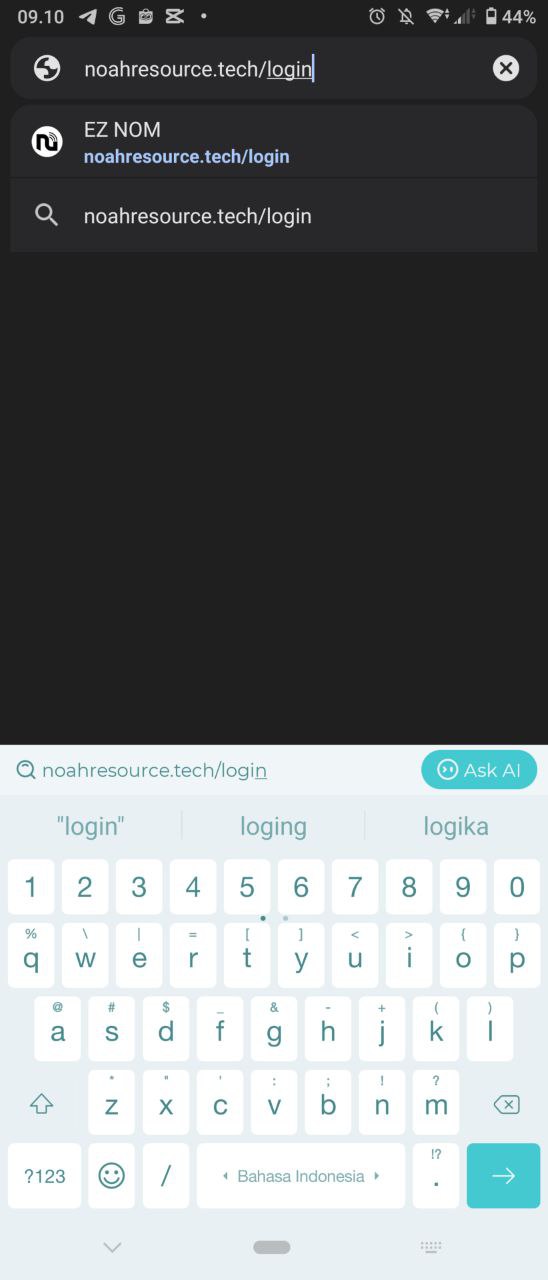 09.10 44%
noahresource.tech/login
EZ NOM
noahresource.tech/login
noahresource.tech/login
noahresource.tech/login Ask AI
"login" loging logika
1 2 3 4 5 6 7 8 9 0
% \ | = [ ] < > { }
q w e r t y u i o p
@ # $ _ & - + ( )
a s d f g h j k l
* " ' : ; ! ?
z x c v b n m
!?
?123 / Bahasa Indonesia .